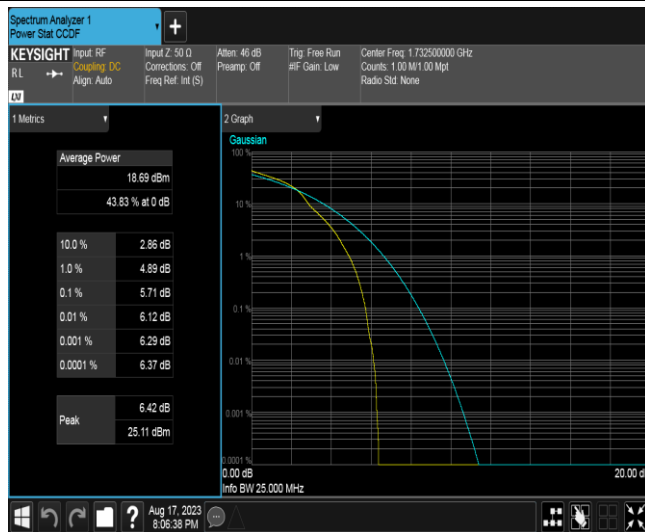 Spectrum Analyzer 1
Power Stat CCDF
+
KEYSIGHT
RL
LXI
Input: RF
Coupling: DC
Align: Auto
Input Z: 50 Ω
Corrections: Off
Freq Ref: Int (S)
Atten: 46 dB
Preamp: Off
Trig: Free Run
#IF Gain: Low
Center Freq: 1.732500000 GHz
Counts: 1.00 M/1.00 Mpt
Radio Std: None
1 Metrics
Average Power
18.69 dBm
43.83 % at 0 dB
10.0 % 2.86 dB
1.0 % 4.89 dB
0.1 % 5.71 dB
0.01 % 6.12 dB
0.001 % 6.29 dB
0.0001 % 6.37 dB
Peak
6.42 dB
25.11 dBm
2 Graph
Gaussian
100 %
10 %
1 %
0.1 %
0.01 %
0.001 %
0.0001 %
0.00 dB
20.00 d
Info BW 25.000 MHz
?
Aug 17, 2023
8:06:38 PM